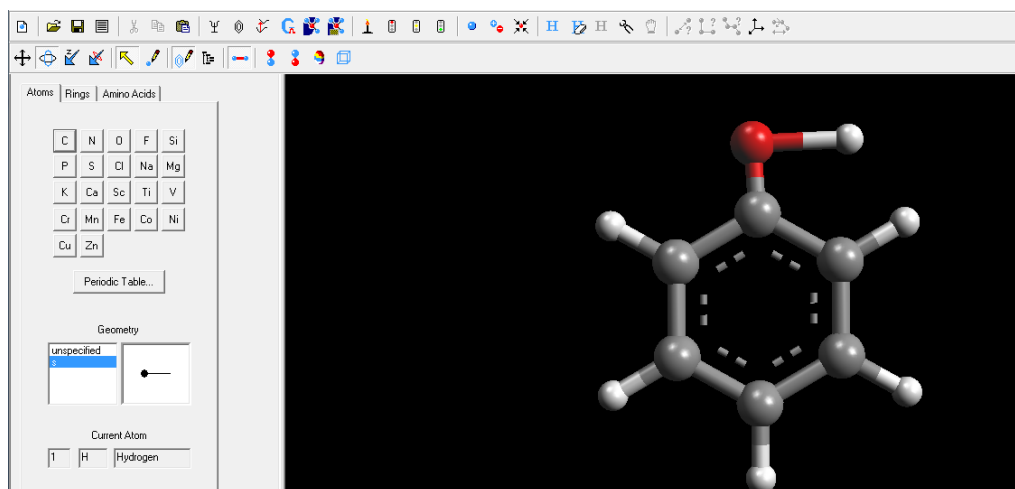 Atoms Rings Amino Acids
C N O F Si
P S Cl Na Mg
K Ca Sc Ti V
Cr Mn Fe Co Ni
Cu Zn
Periodic Table...
Geometry
unspecified
s
Current Atom
1 H Hydrogen